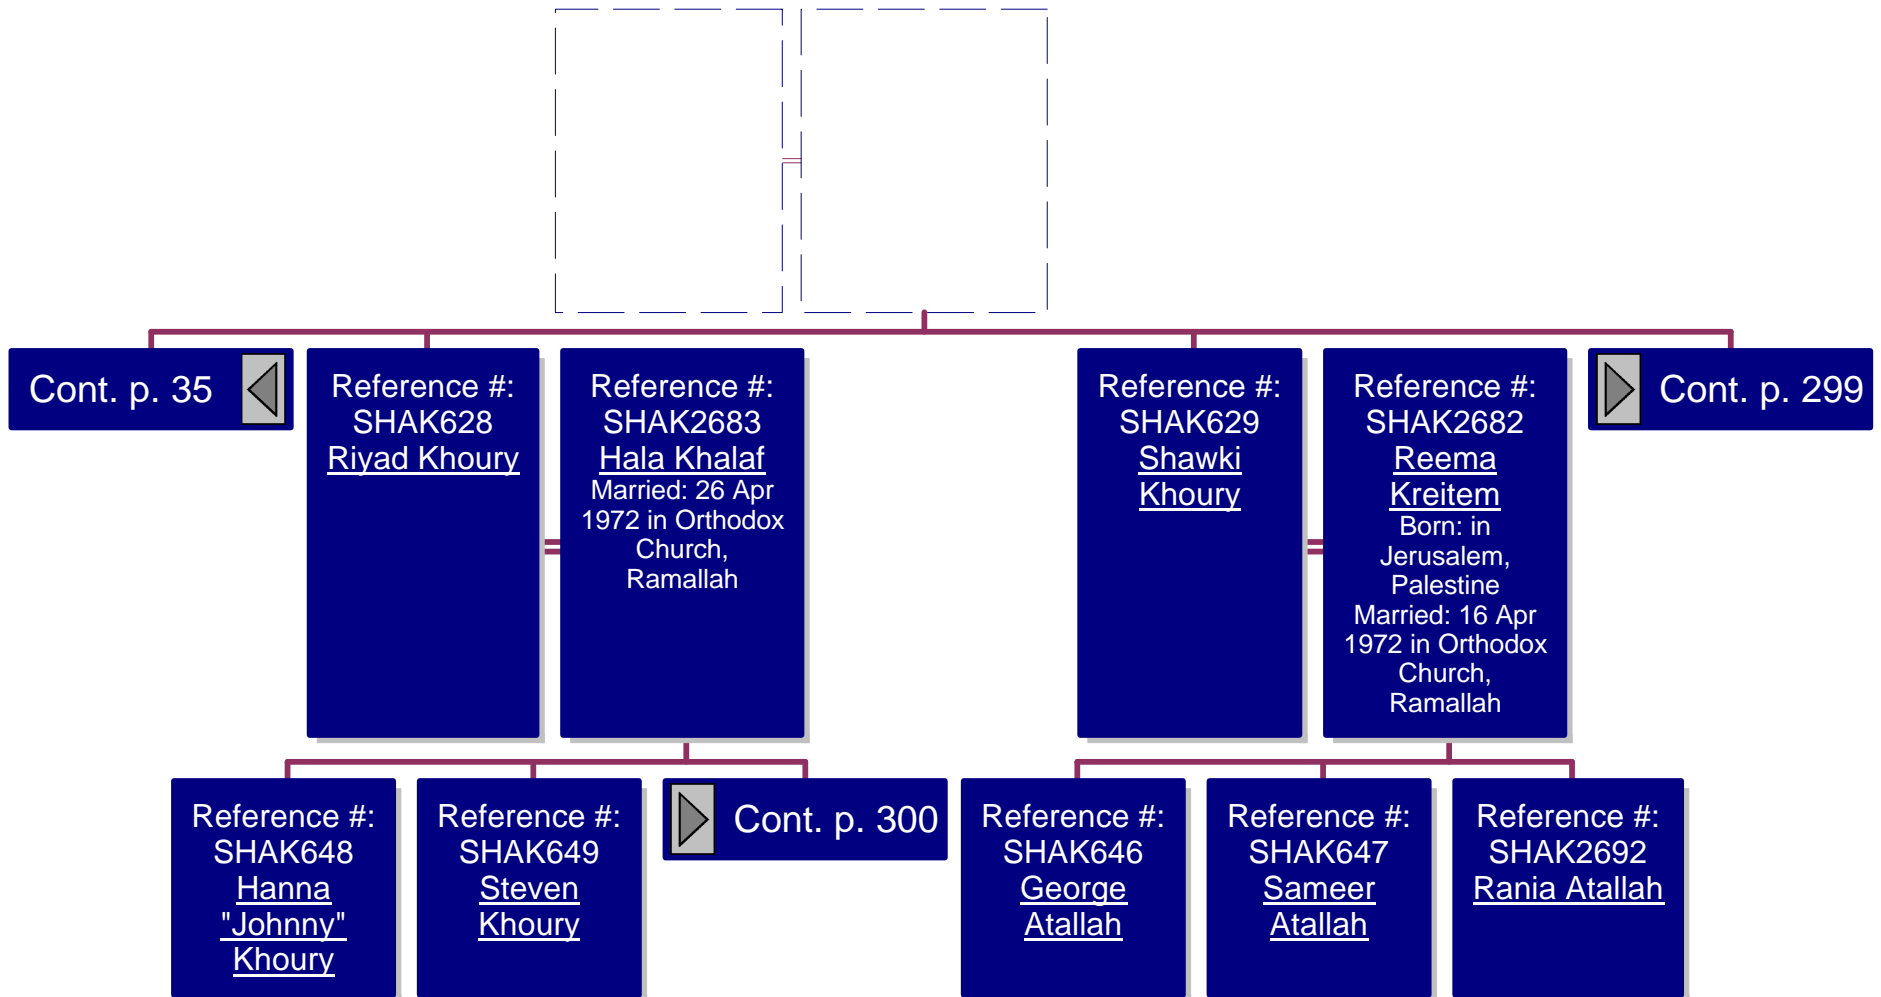 Cont. p. 35
Reference #:
SHAK628
Riyad Khoury
Reference #:
SHAK2683
Hala Khalaf
Married: 26 Apr
1972 in Orthodox
Church,
Ramallah
Reference #:
SHAK629
Shawki
Khoury
Reference #:
SHAK2682
Reema
Kreitem
Born: in
Jerusalem,
Palestine
Married: 16 Apr
1972 in Orthodox
Church,
Ramallah
Cont. p. 299
Reference #:
SHAK648
Hanna
"Johnny"
Khoury
Reference #:
SHAK649
Steven
Khoury
Cont. p. 300
Reference #:
SHAK646
George
Atallah
Reference #:
SHAK647
Sameer
Atallah
Reference #:
SHAK2692
Rania Atallah